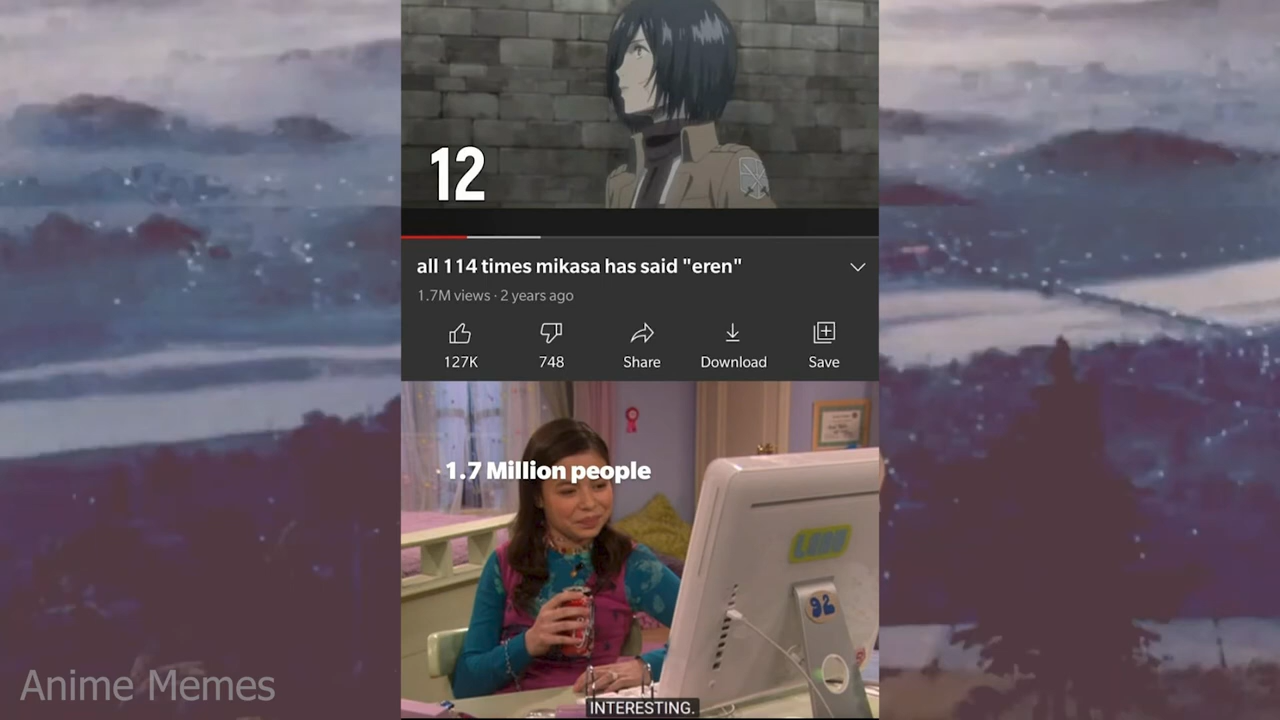 12
all 114 times mikasa has said "eren"
1.7M views · 2 years ago
127K
748
Share
Download
Save
1.7 Million people
92
INTERESTING.
Anime Memes